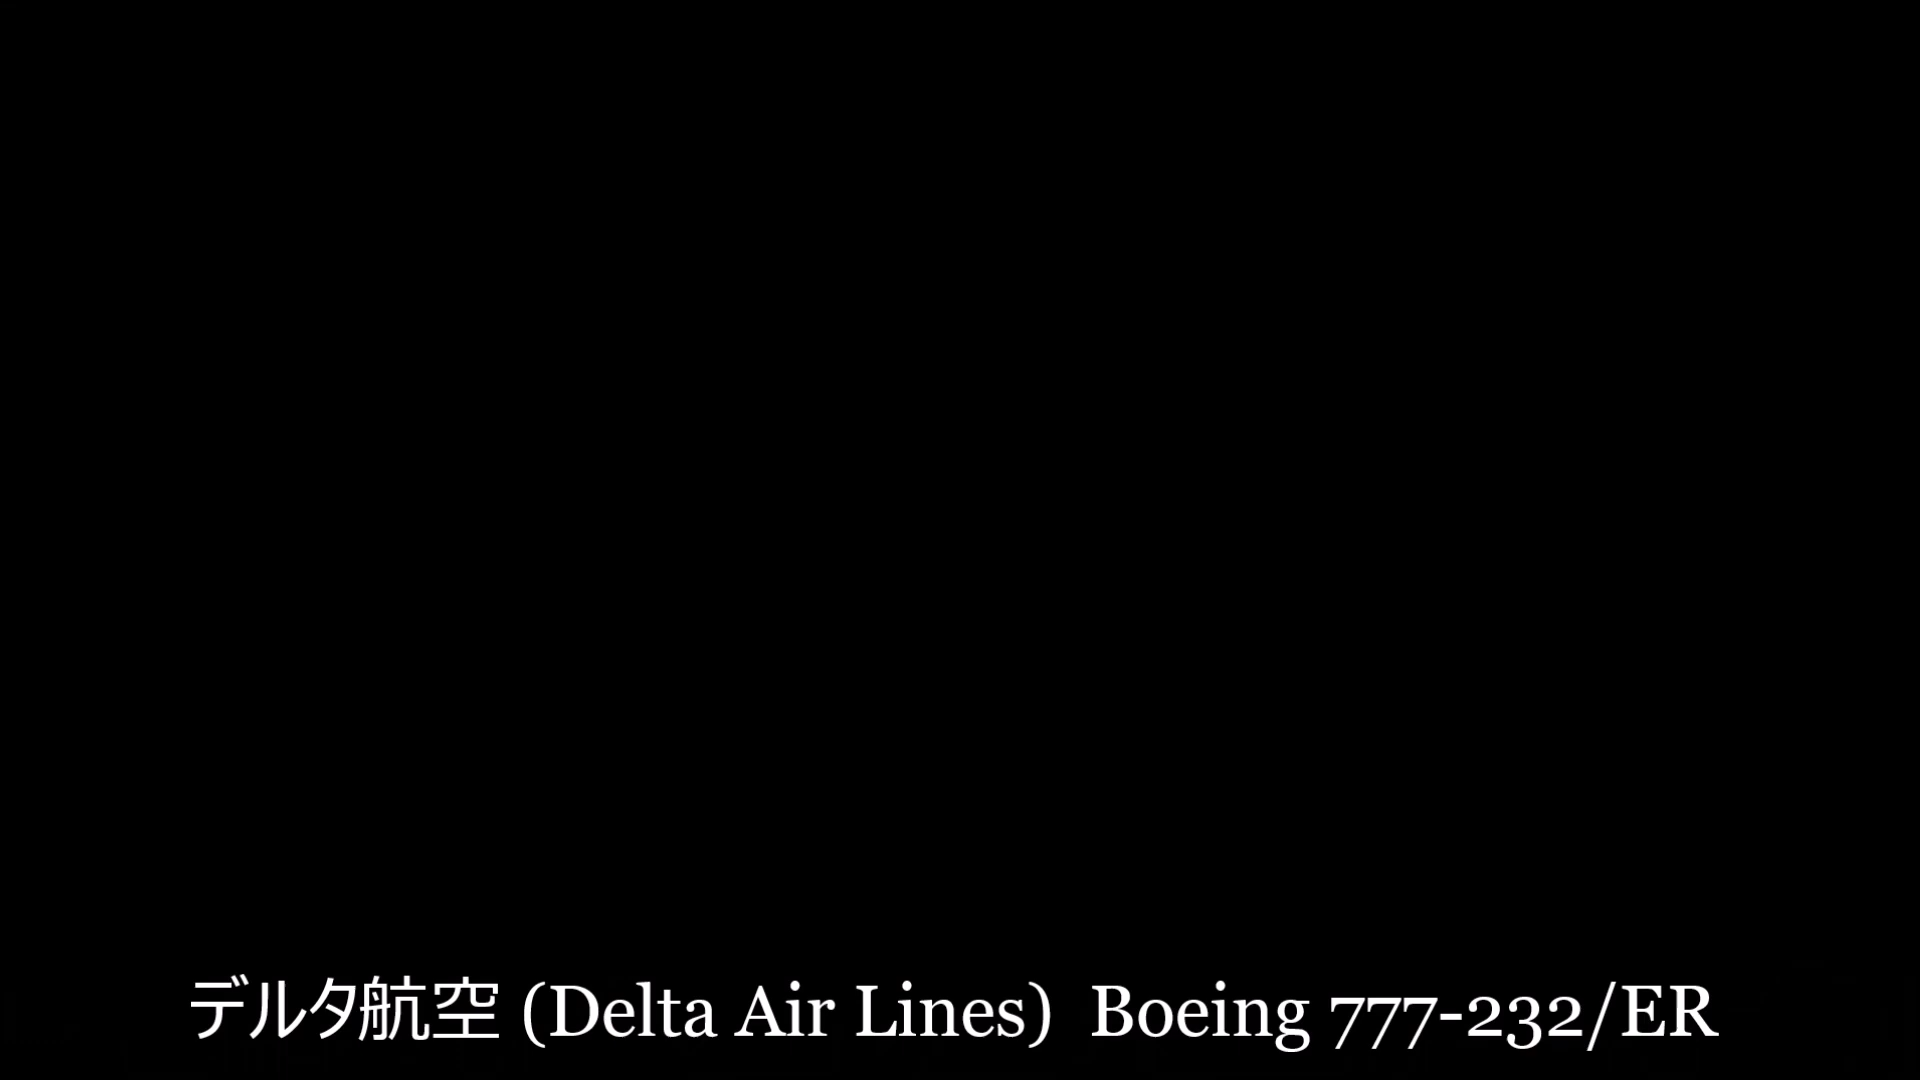 デルタ航空 (Delta Air Lines)  Boeing 777-232/ER